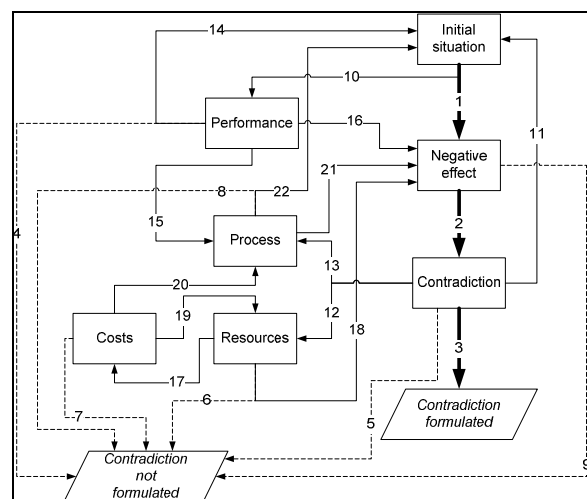 14
Initial
situation
10
1
11
Performance
16
Negative
effect
4
8
22
21
15
2
Process
13
20
Contradiction
19
12
18
Costs
Resources
3
17
6
7
5
Contradiction
formulated
Contradiction
not
formulated
9